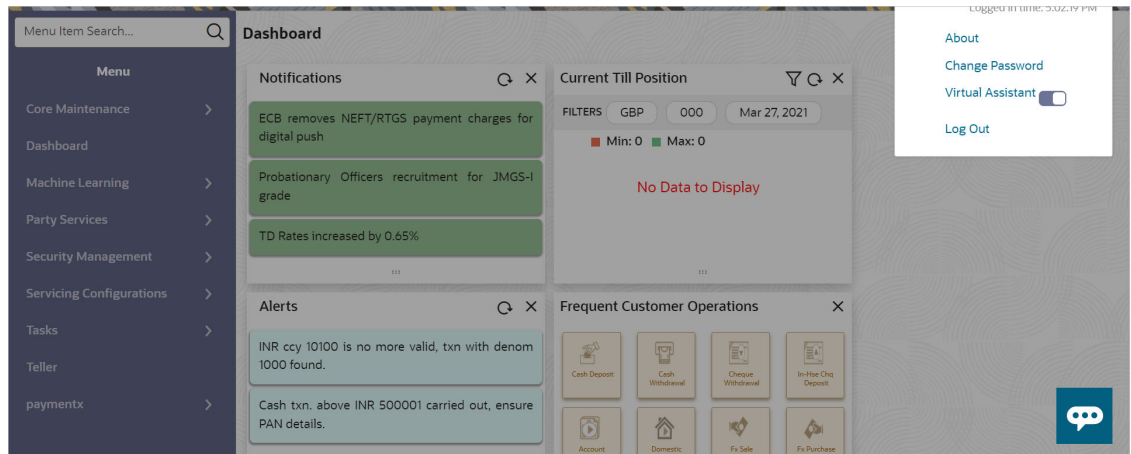 Menu Item Search...
Menu
Core Maintenance
Dashboard
Machine Learning
Party Services
Security Management
Servicing Configurations
Tasks
Teller
paymentx
Dashboard
Notifications
ECB removes NEFT/RTGS payment charges for
digital push
Probationary Officers recruitment for JMGS-I
grade
TD Rates increased by 0.65%
Current Till Position
FILTERS GBP 000 Mar 27, 2021
Min: 0 Max: 0
No Data to Display
Alerts
INR ccy 10100 is no more valid, txn with denom
1000 found.
Cash txn. above INR 500001 carried out, ensure
PAN details.
Frequent Customer Operations
Cash Deposit
Cash
Withdrawal
Cheque
Withdrawal
In-Hse Chq
Deposit
Account
Domestic
Fx Sale
Fx Purchase
Logged in time: 5:02:19 PM
About
Change Password
Virtual Assistant
Log Out